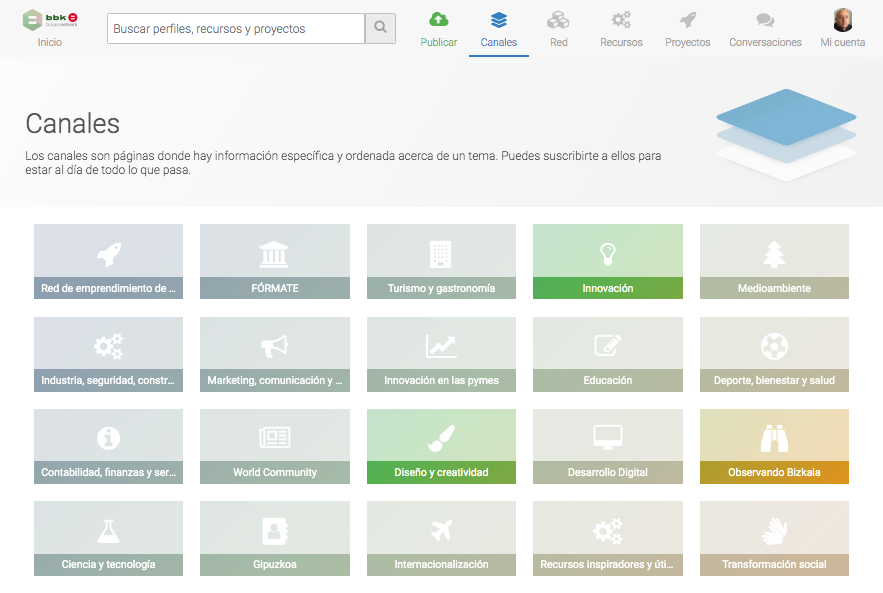 bbk
bizkaia network
Inicio
Buscar perfiles, recursos y proyectos
Publicar
Canales
Red
Recursos
Proyectos
Conversaciones
Mi cuenta
Canales
Los canales son páginas donde hay información específica y ordenada acerca de un tema. Puedes suscribirte a ellos para
estar al día de todo lo que pasa.
Red de emprendimiento de ...
FÓRMATE
Turismo y gastronomía
Innovación
Medioambiente
Industria, seguridad, constr...
Marketing, comunicación y ...
Innovación en las pymes
Educación
Deporte, bienestar y salud
Contabilidad, finanzas y ser...
World Community
Diseño y creatividad
Desarrollo Digital
Observando Bizkaia
Ciencia y tecnología
Gipuzkoa
Internacionalización
Recursos inspiradores y úti...
Transformación social